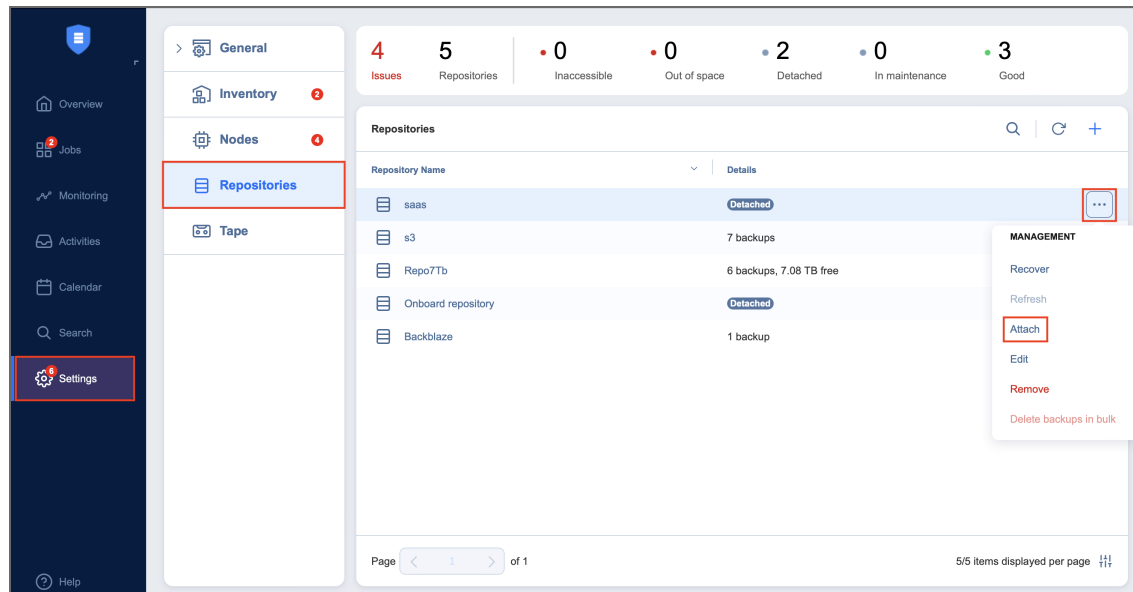 Overview
2
Jobs
Monitoring
Activities
Calendar
Search
6
Settings
Help
General
Inventory 2
Nodes 4
Repositories
Tape
4 5 0 0 2 0 3
Issues Repositories Inaccessible Out of space Detached In maintenance Good
Repositories
Repository Name Details
saas Detached
s3 7 backups
Repo7Tb 6 backups, 7.08 TB free
Onboard repository Detached
Backblaze 1 backup
MANAGEMENT
Recover
Refresh
Attach
Edit
Remove
Delete backups in bulk
Page 1 of 1 5/5 items displayed per page